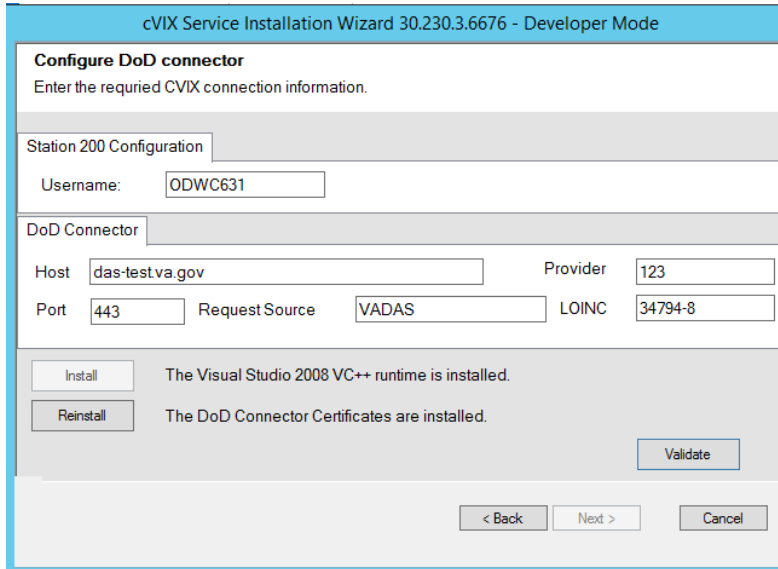 cVIX Service Installation Wizard 30.230.3.6676 - Developer Mode
Configure DoD connector
Enter the requried CVIX connection information.
Station 200 Configuration
Username: ODWC631
DoD Connector
Host das-test.va.gov Provider 123
Port 443 Request Source VADAS LOINC 34794-8
Install The Visual Studio 2008 VC++ runtime is installed.
Reinstall The DoD Connector Certificates are installed.
Validate
< Back Next > Cancel